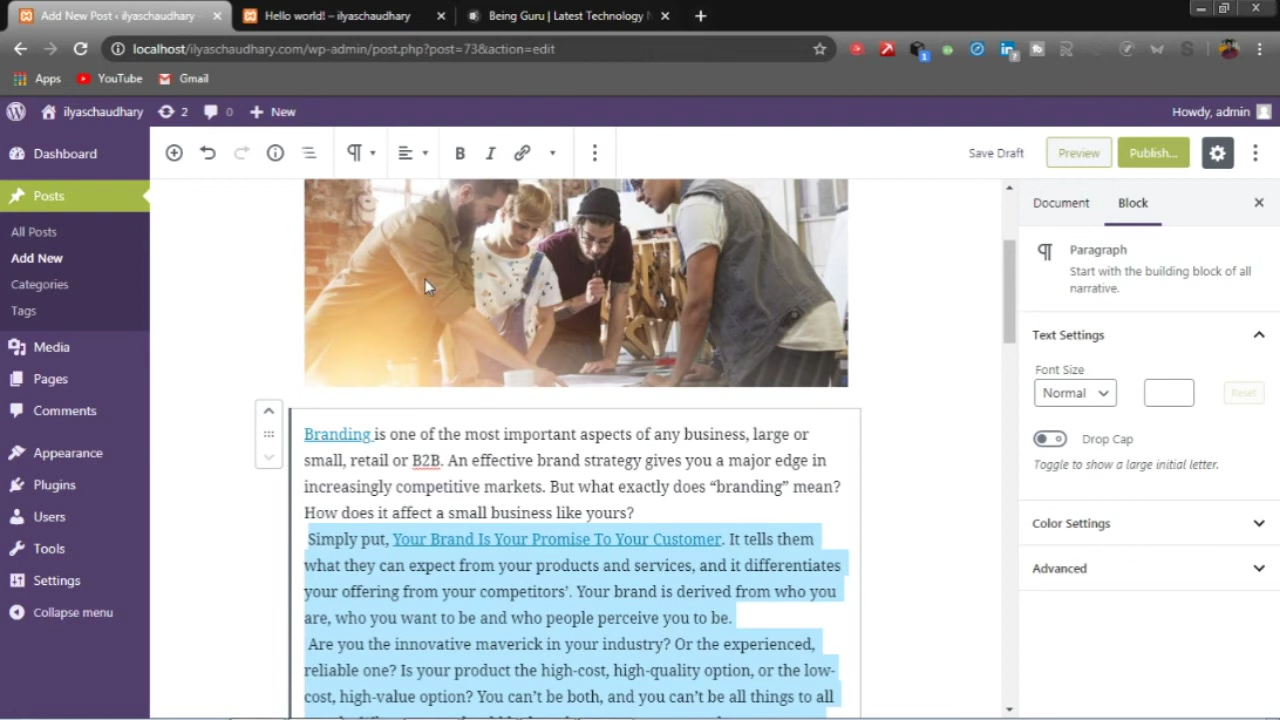 Add New Post ‹ ilyaschaudhary —
Hello world! – ilyaschaudhary
Being Guru | Latest Technology N
localhost/ilyaschaudhary.com/wp-admin/post.php?post=73&action=edit
Apps
YouTube
Gmail
ilyaschaudhary
2
0
New
Howdy, admin
Dashboard
Posts
All Posts
Add New
Categories
Tags
Media
Pages
Comments
Appearance
Plugins
Users
Tools
Settings
Collapse menu
B I
Save Draft
Preview
Publish...
Branding is one of the most important aspects of any business, large or
small, retail or B2B. An effective brand strategy gives you a major edge in
increasingly competitive markets. But what exactly does “branding” mean?
How does it affect a small business like yours?
Simply put, Your Brand Is Your Promise To Your Customer. It tells them
what they can expect from your products and services, and it differentiates
your offering from your competitors’. Your brand is derived from who you
are, who you want to be and who people perceive you to be.
Are you the innovative maverick in your industry? Or the experienced,
reliable one? Is your product the high-cost, high-quality option, or the low-
cost, high-value option? You can’t be both, and you can’t be all things to all
Document
Block
Paragraph
Start with the building block of all
narrative.
Text Settings
Font Size
Normal
Reset
Drop Cap
Toggle to show a large initial letter.
Color Settings
Advanced